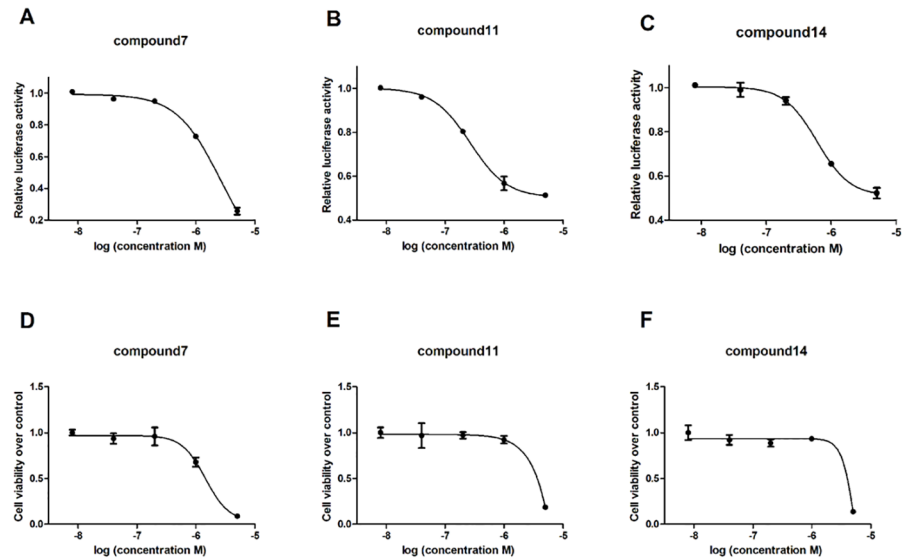 A
compound7
Relative luciferase activity
1.0
0.8
0.6
0.4
0.2
-8
-7
-6
-5
log (concentration M)
B
compound11
Relative luciferase activity
1.0
0.8
0.6
0.4
-8
-7
-6
-5
log (concentration M)
C
compound14
Relative luciferase activity
1.0
0.8
0.6
0.4
-8
-7
-6
-5
log (concentration M)
D
compound7
Cell viability over control
1.5
1.0
0.5
0.0
-8
-7
-6
-5
log (concentration M)
E
compound11
Cell viability over control
1.5
1.0
0.5
0.0
-8
-7
-6
-5
log (concentration M)
F
compound14
Cell viability over control
1.5
1.0
0.5
0.0
-8
-7
-6
-5
log (concentration M)